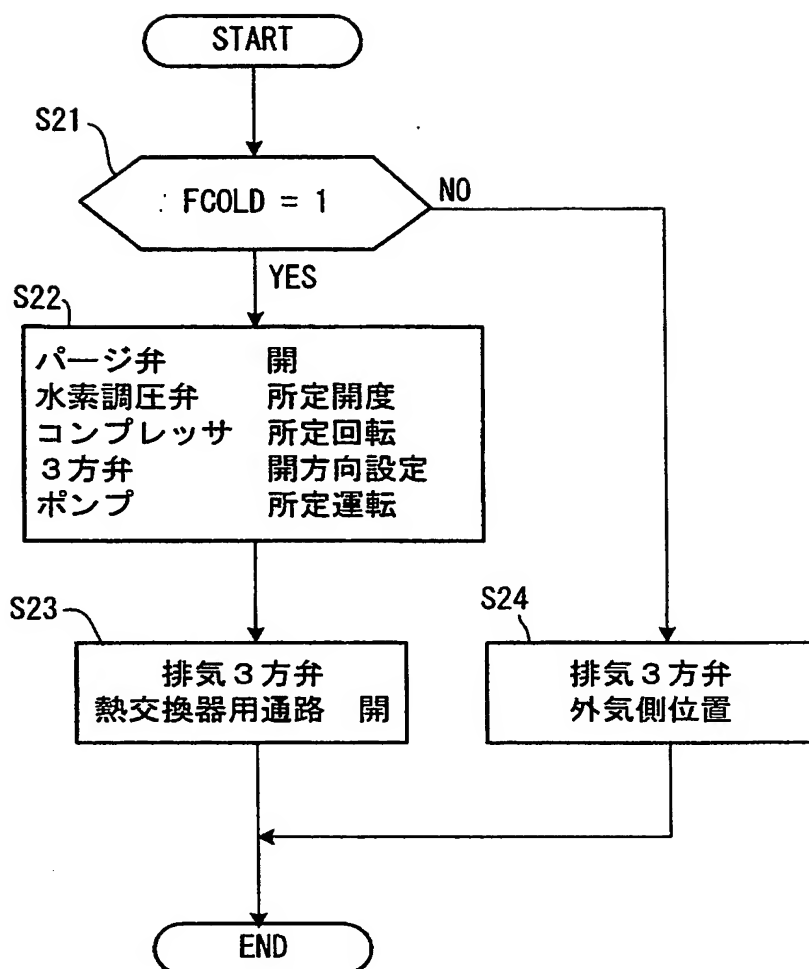 START
S21
FCOLD = 1
NO
YES
S22
パージ弁 開
水素調圧弁 所定開度
コンプレッサ 所定回転
３方弁 開方向設定
ポンプ 所定運転
S23
排気３方弁
熱交換器用通路 開
S24
排気３方弁
外気側位置
END